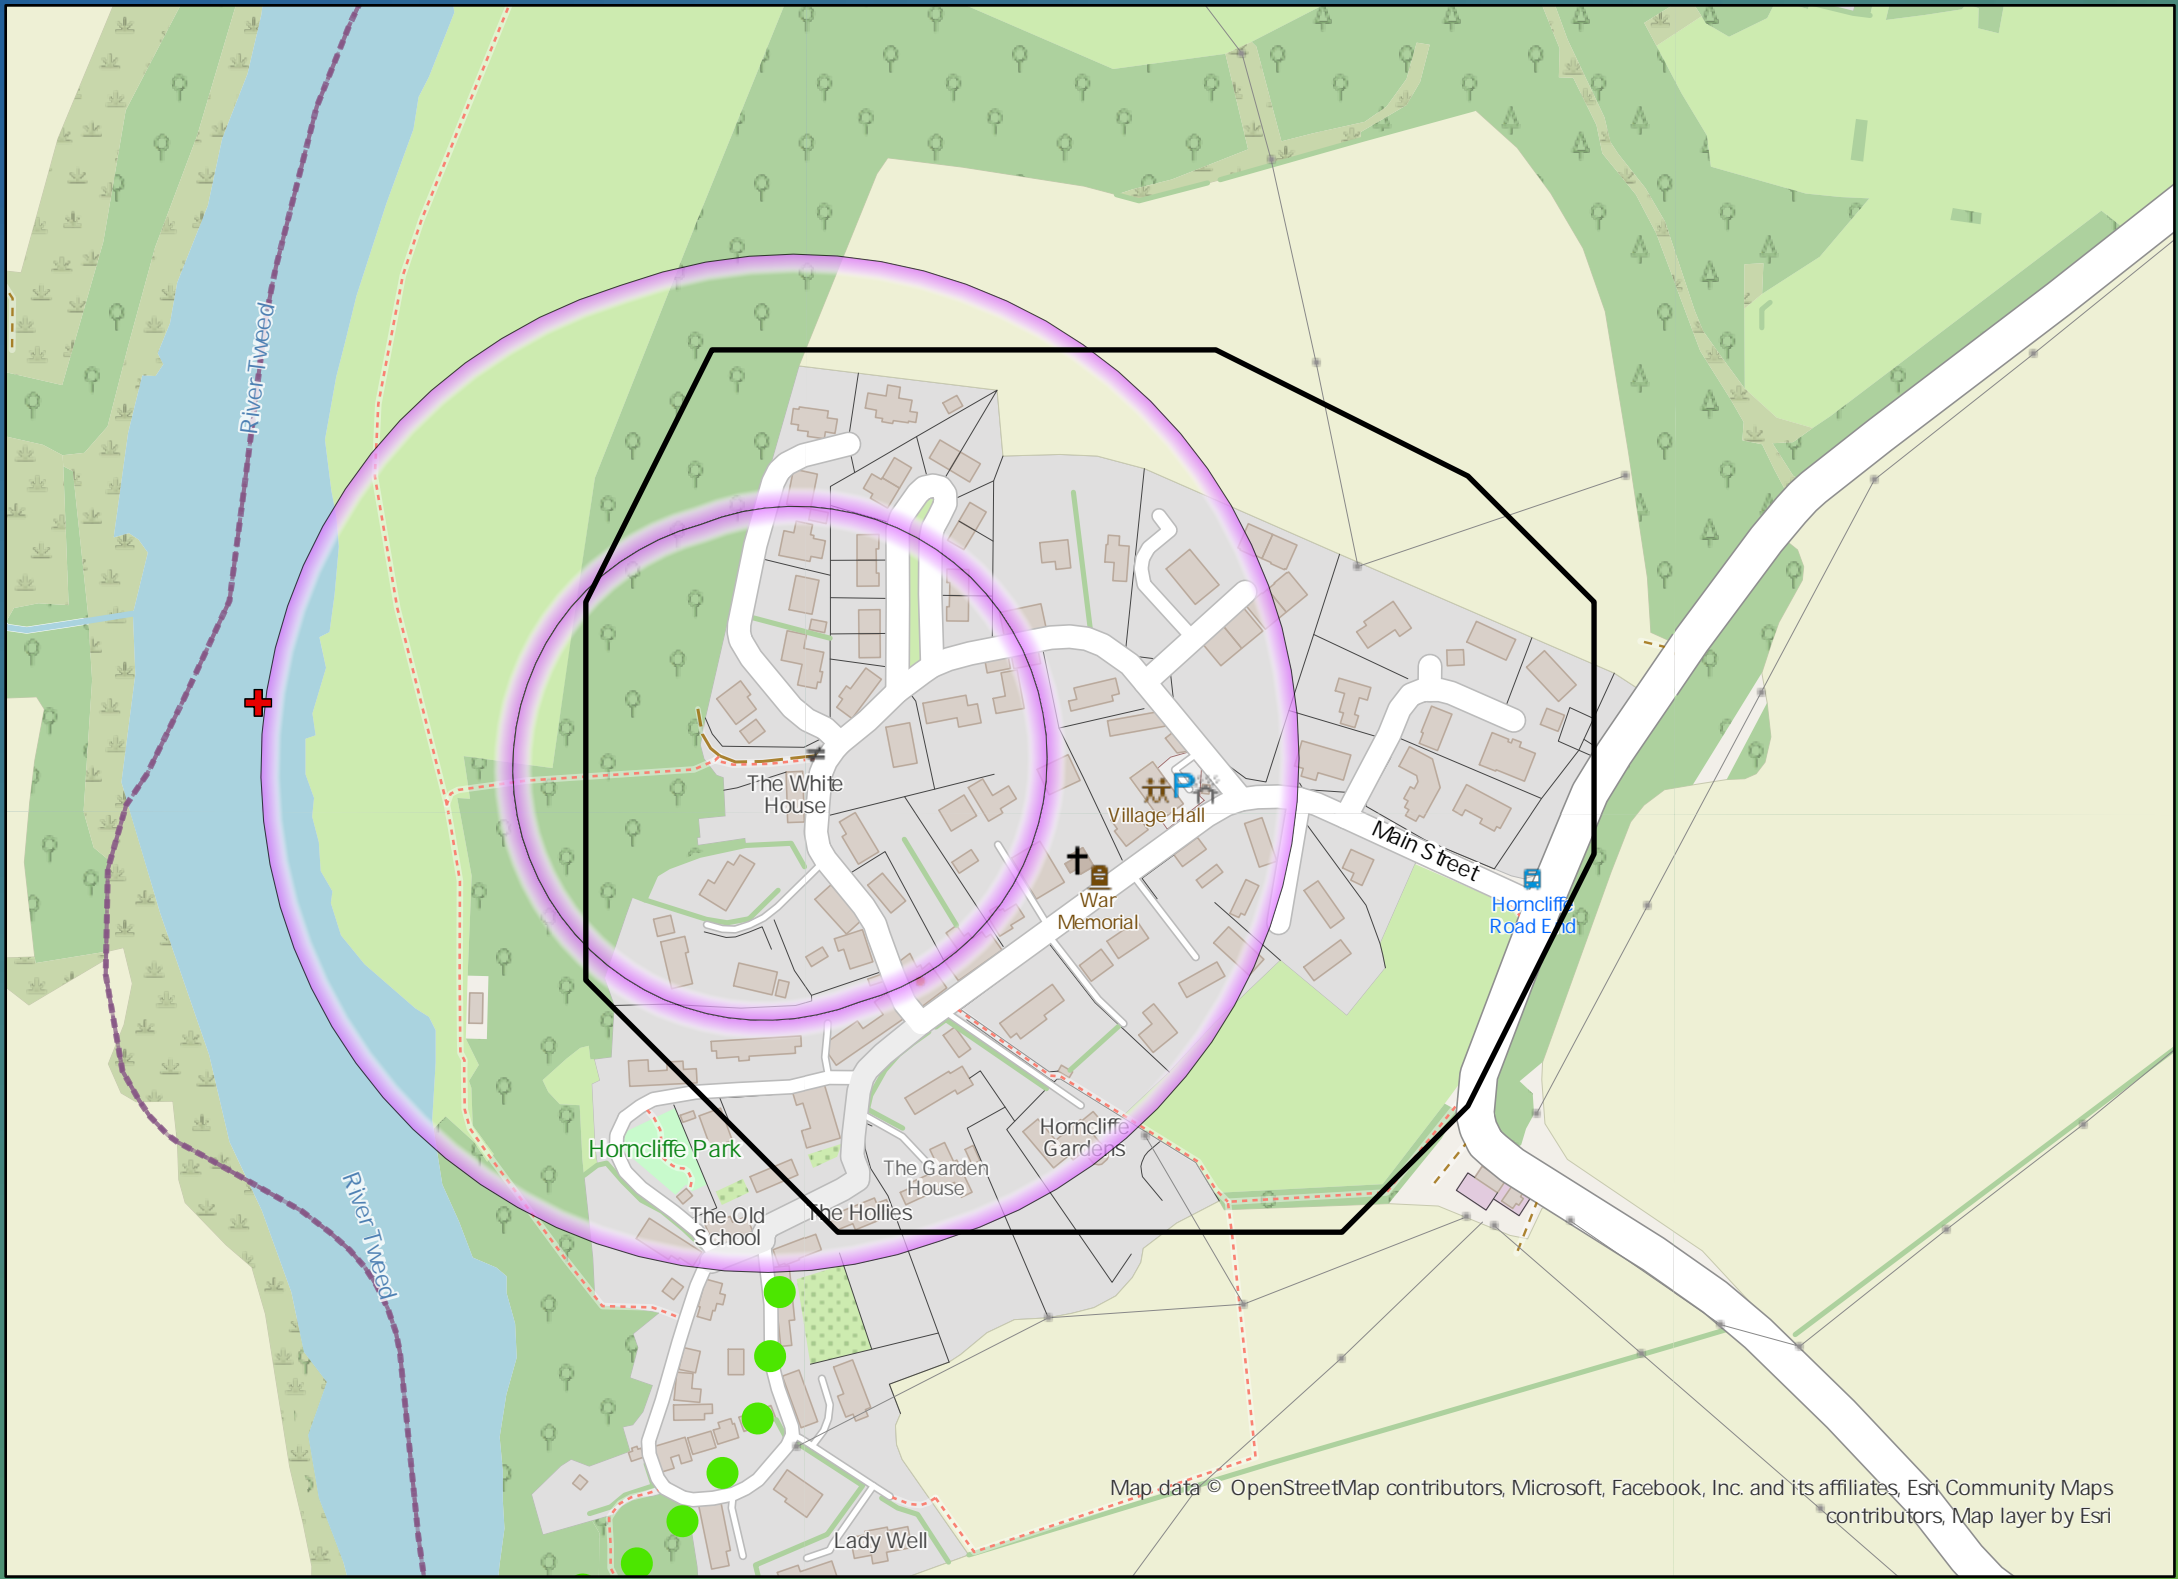 River Tweed
The White
House
P
Village Hall
War
Memorial
Main Street
Horncliffe
Road End
Horncliffe Park
Horncliffe
Gardens
The Garden
House
The Old
School
The Hollies
River Tweed
Map data © OpenStreetMap contributors, Microsoft, Facebook, Inc. and its affiliates, Esri Community Maps
contributors, Map layer by Esri
Lady Well